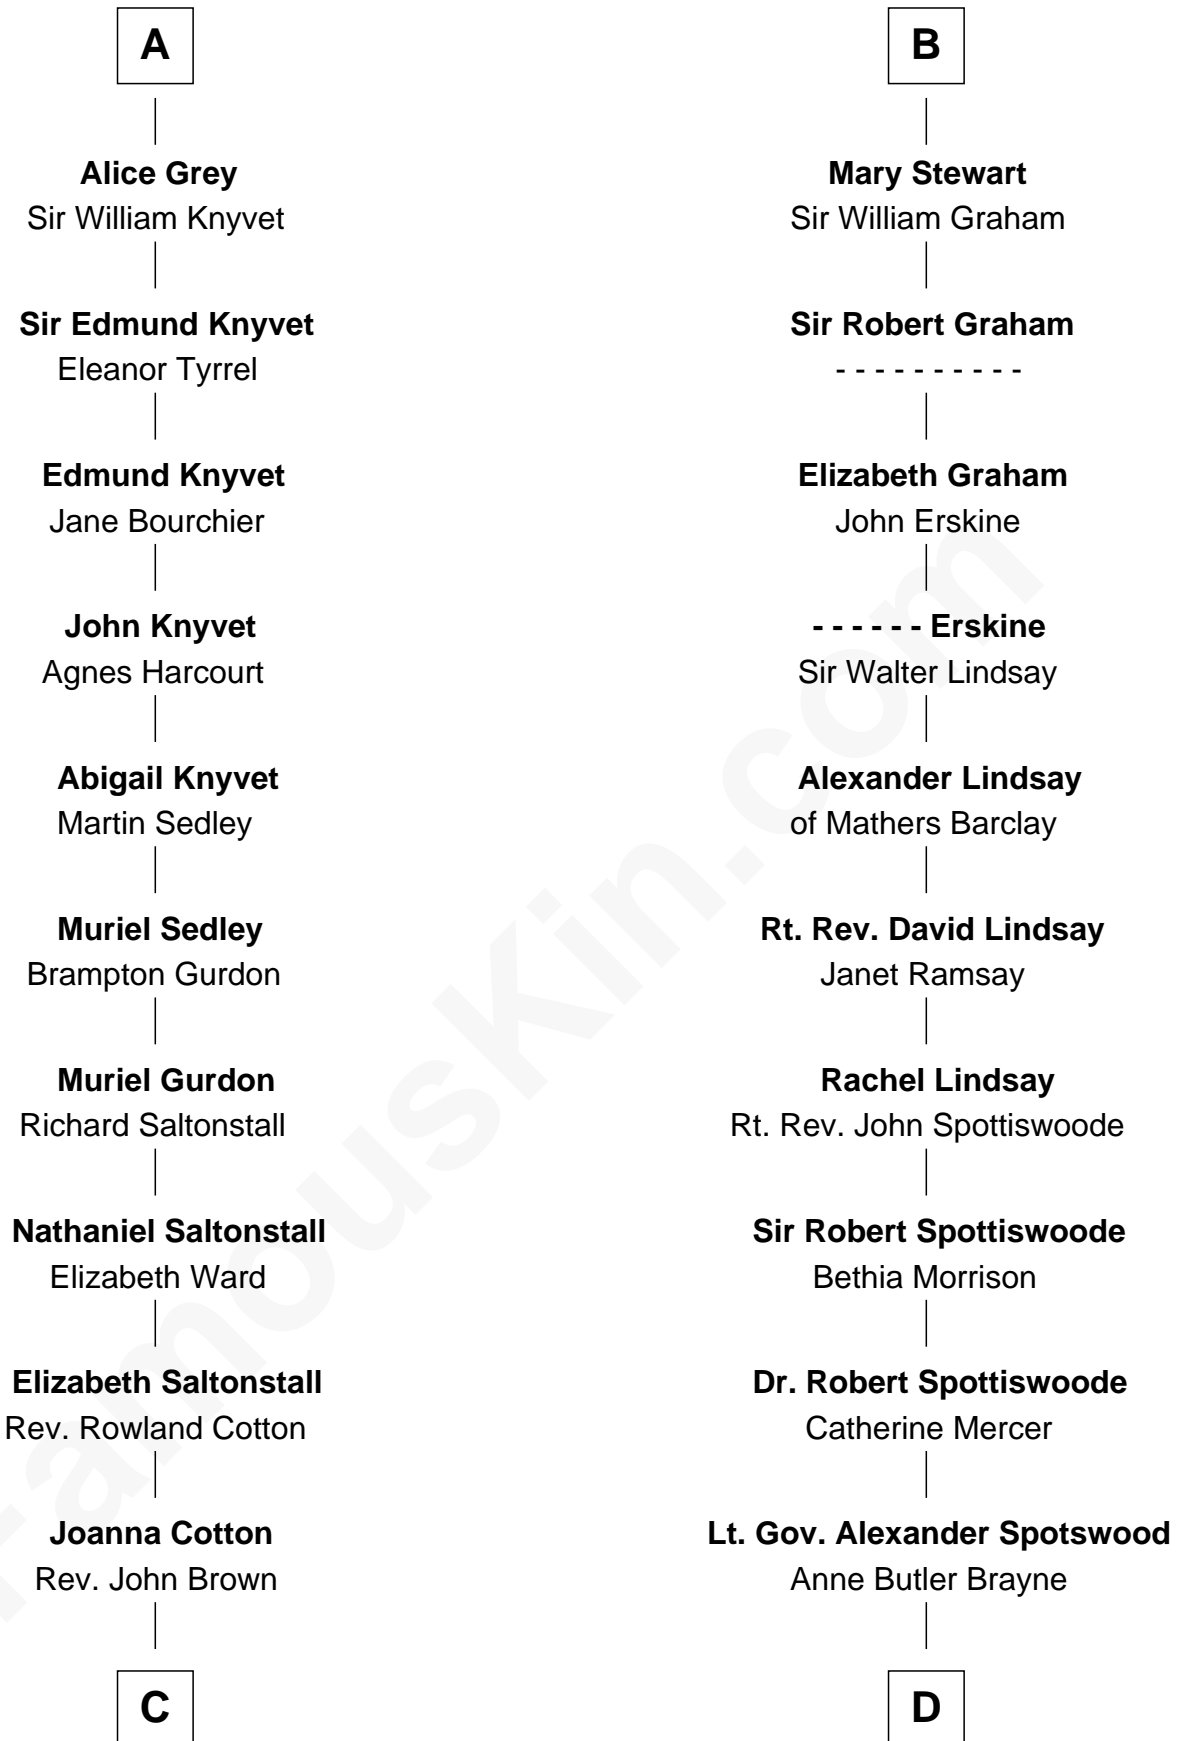 A
Alice Grey
Sir William Knyvet
Sir Edmund Knyvet
Eleanor Tyrrel
Edmund Knyvet
Jane Bourchier
John Knyvet
Agnes Harcourt
Abigail Knyvet
Martin Sedley
Muriel Sedley
Brampton Gurdon
Muriel Gurdon
Richard Saltonstall
Nathaniel Saltonstall
Elizabeth Ward
Elizabeth Saltonstall
Rev. Rowland Cotton
Joanna Cotton
Rev. John Brown
C
B
Mary Stewart
Sir William Graham
Sir Robert Graham
- - - - - - - - - -
Elizabeth Graham
John Erskine
- - - - - - Erskine
Sir Walter Lindsay
Alexander Lindsay
of Mathers Barclay
Rt. Rev. David Lindsay
Janet Ramsay
Rachel Lindsay
Rt. Rev. John Spottiswoode
Sir Robert Spottiswoode
Bethia Morrison
Dr. Robert Spottiswoode
Catherine Mercer
Lt. Gov. Alexander Spotswood
Anne Butler Brayne
D
FamousKin.com